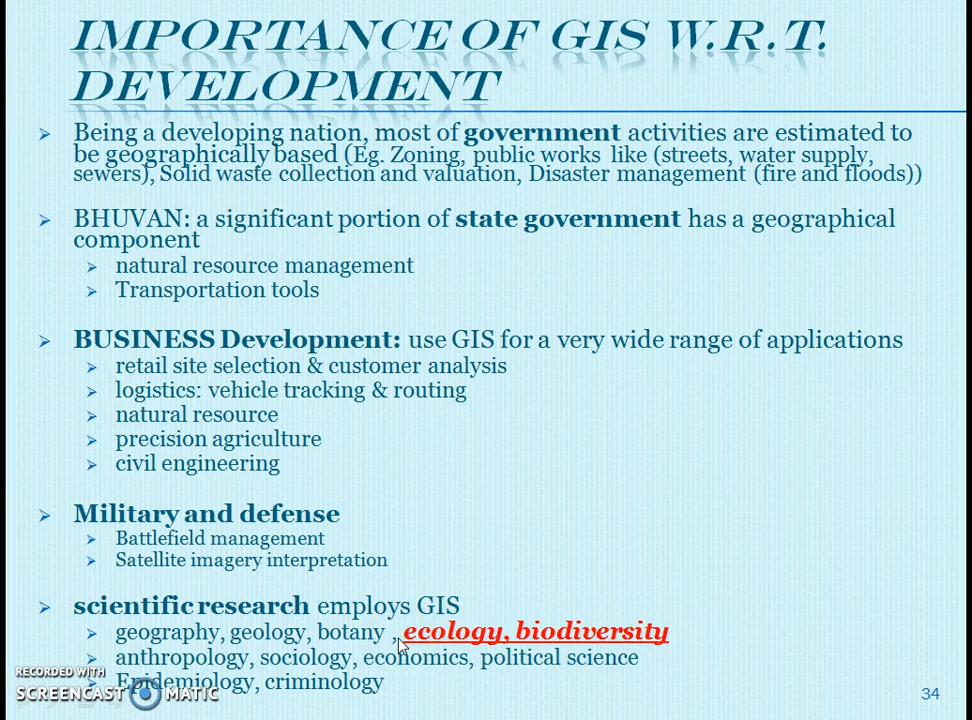 IMPORTANCE OF GIS W.R.T.
DEVELOPMENT
Being a developing nation, most of government activities are estimated to
be geographically based (Eg. Zoning, public works like (streets, water supply,
sewers), Solid waste collection and valuation, Disaster management (fire and floods))
BHUVAN: a significant portion of state government has a geographical
component
natural resource management
Transportation tools
BUSINESS Development: use GIS for a very wide range of applications
retail site selection & customer analysis
logistics: vehicle tracking & routing
natural resource
precision agriculture
civil engineering
Military and defense
Battlefield management
Satellite imagery interpretation
scientific research employs GIS
geography, geology, botany , ecology, biodiversity
anthropology, sociology, economics, political science
Epidemiology, criminology
RECORDED WITH
SCREENCAST MATIC
34